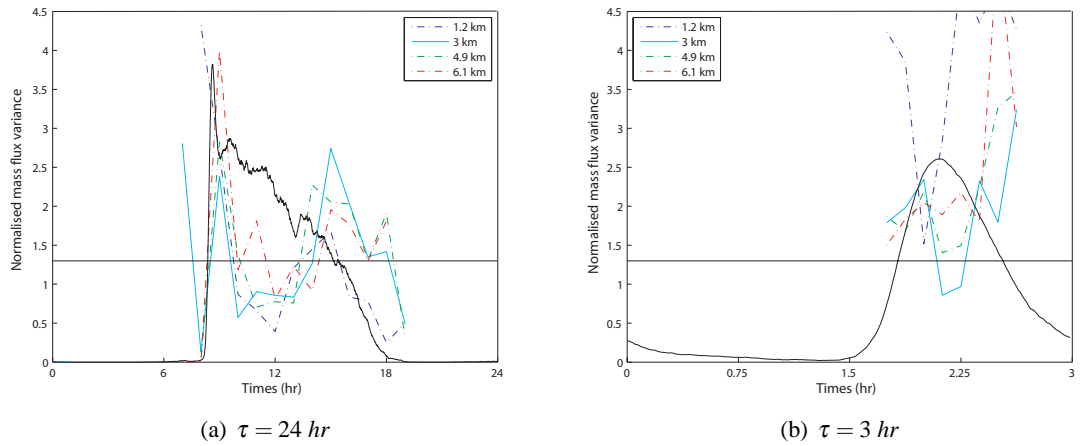 4.5
4
3.5
3
2.5
2
1.5
1
0.5
0
Normalised mass flux variance
1.2 km
3 km
4.9 km
6.1 km
0
6
12
18
24
Times (hr)
(a) τ = 24 hr
4.5
4
3.5
3
2.5
2
1.5
1
0.5
0
Normalised mass flux variance
1.2 km
3 km
4.9 km
6.1 km
0
0.75
1.5
2.25
3
Times (hr)
(b) τ = 3 hr